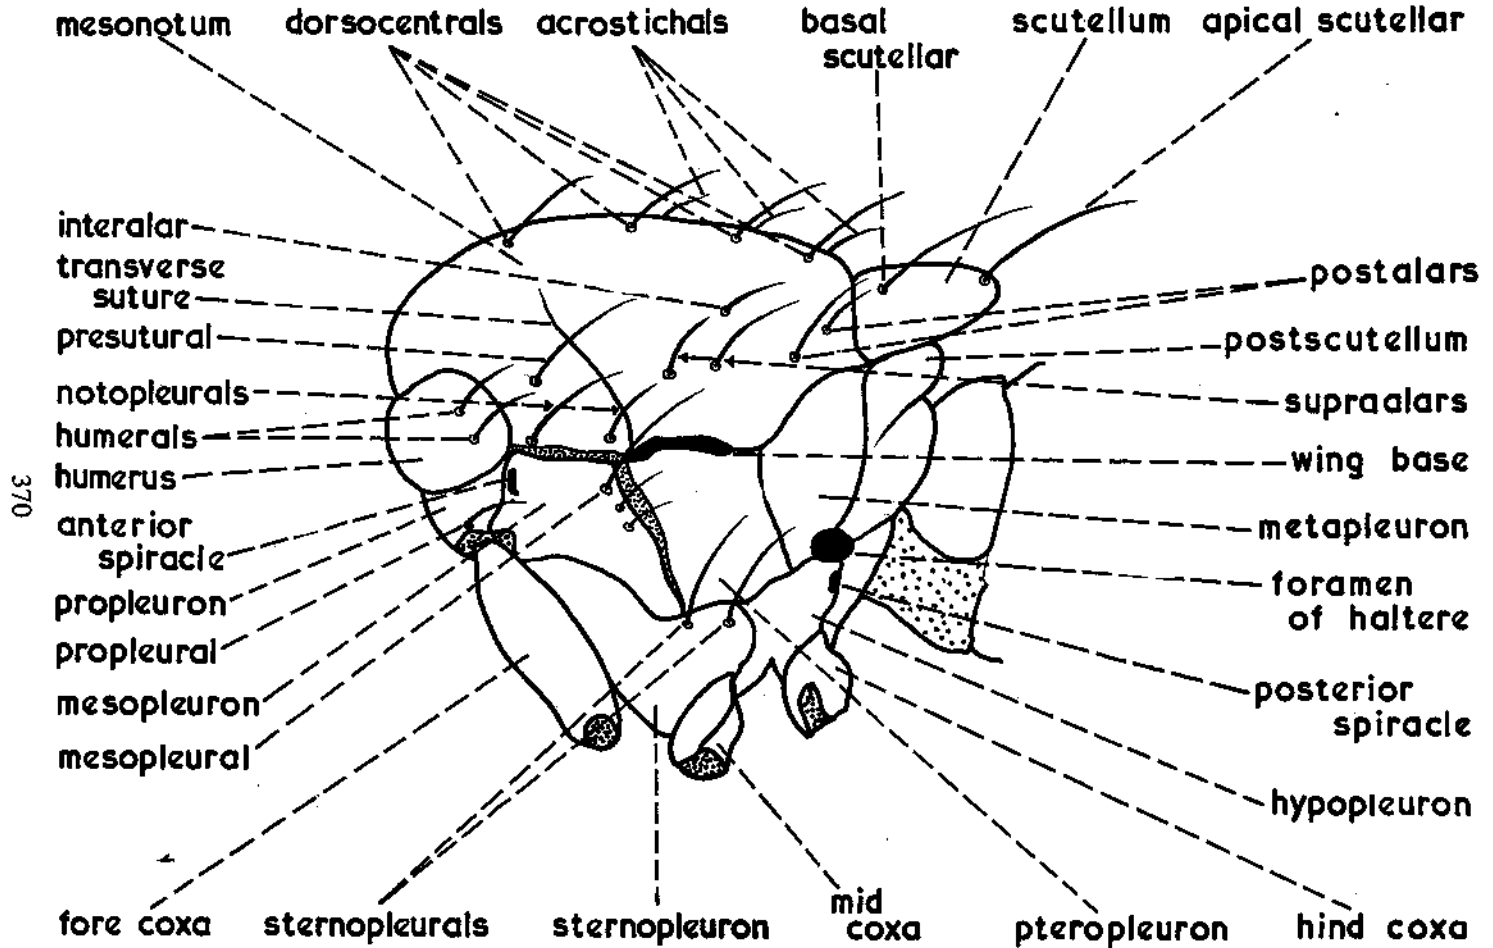 mesonotum
dorsocentrals
acrostichals
basal
scutellar
scutellum
apical scutellar
interalar
transverse
suture
presutural
notopleurals
humerals
humerus
anterior
spiracle
propleuron
propleural
mesopleuron
mesopleural
postalars
postscutellum
supraalars
wing base
metapleuron
foramen
of haltere
posterior
spiracle
hypopleuron
fore coxa
sternopleurals
sternopleuron
mid
coxa
pteropleuron
hind coxa
370